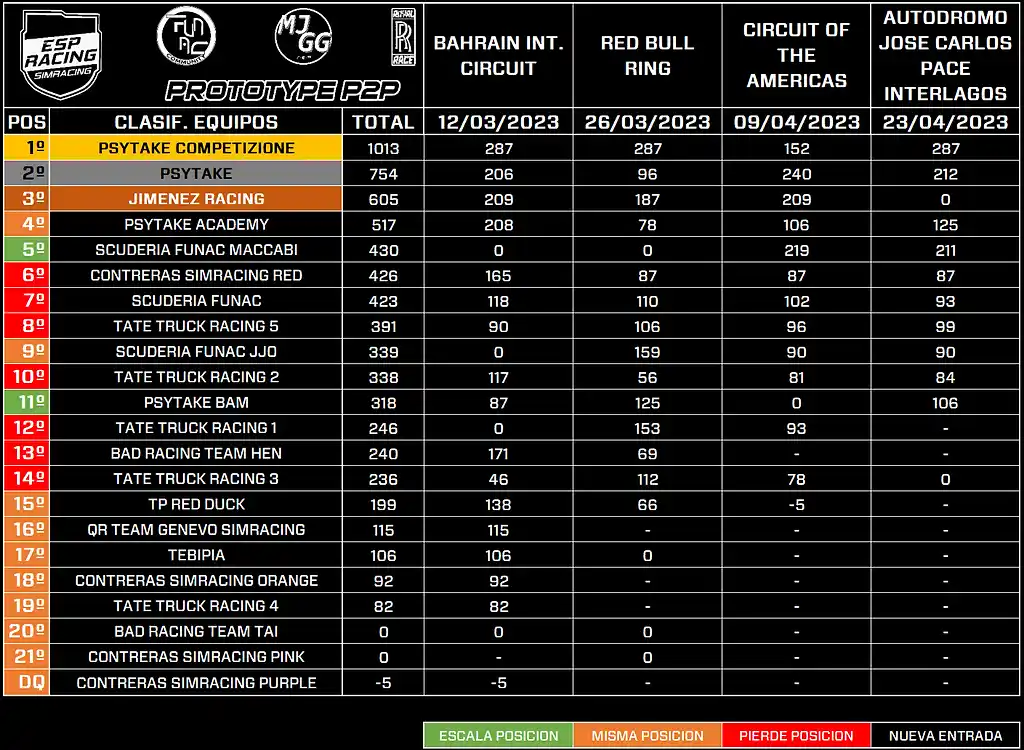 ESP
RACING
SIMRACING
FUNAC
COMMUNITY
MJGG
ROYAL
R
RACE
PROTOTYPE P2P
BAHRAIN INT.
CIRCUIT
RED BULL
RING
CIRCUIT OF
THE
AMERICAS
AUTODROMO
JOSE CARLOS
PACE
INTERLAGOS
POS CLASIF. EQUIPOS TOTAL 12/03/2023 26/03/2023 09/04/2023 23/04/2023
1º PSYTAKE COMPETIZIONE 1013 287 287 152 287
2º PSYTAKE 754 206 96 240 212
3º JIMENEZ RACING 605 209 187 209 0
4º PSYTAKE ACADEMY 517 208 78 106 125
5º SCUDERIA FUNAC MACCABI 430 0 0 219 211
6º CONTRERAS SIMRACING RED 426 165 87 87 87
7º SCUDERIA FUNAC 423 118 110 102 93
8º TATE TRUCK RACING 5 391 90 106 96 99
9º SCUDERIA FUNAC JJO 339 0 159 90 90
10º TATE TRUCK RACING 2 338 117 56 81 84
11º PSYTAKE BAM 318 87 125 0 106
12º TATE TRUCK RACING 1 246 0 153 93 -
13º BAD RACING TEAM HEN 240 171 69 - -
14º TATE TRUCK RACING 3 236 46 112 78 0
15º TP RED DUCK 199 138 66 -5 -
16º QR TEAM GENEVO SIMRACING 115 115 - - -
17º TEBIPIA 106 106 0 - -
18º CONTRERAS SIMRACING ORANGE 92 92 - - -
19º TATE TRUCK RACING 4 82 82 - - -
20º BAD RACING TEAM TAI 0 0 0 - -
21º CONTRERAS SIMRACING PINK 0 - 0 - -
DQ CONTRERAS SIMRACING PURPLE -5 -5 - - -
ESCALA POSICION MISMA POSICION PIERDE POSICION NUEVA ENTRADA